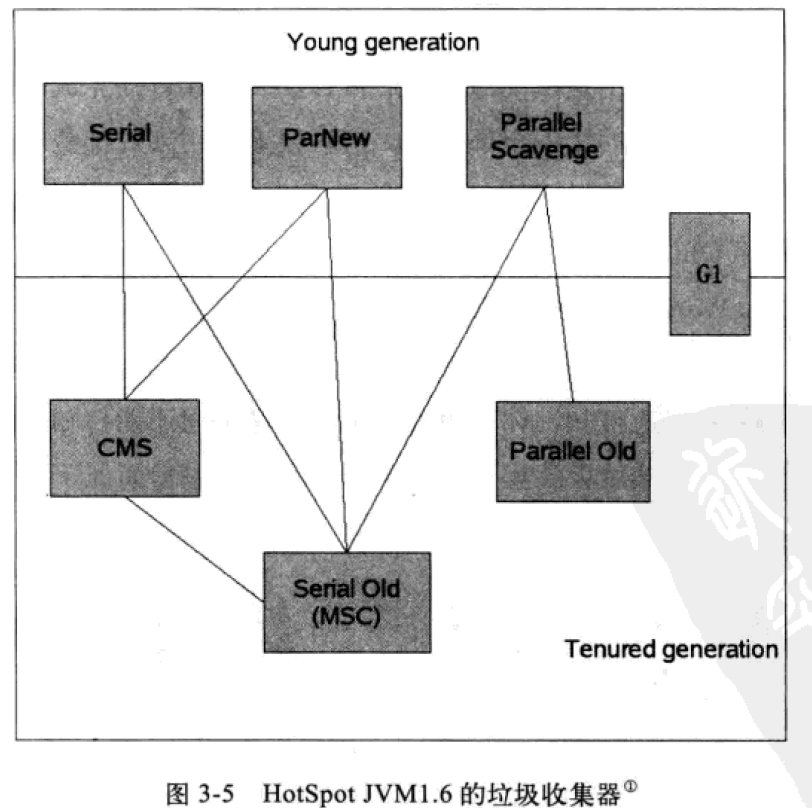 Young generation
Serial
ParNew
Parallel
Scavenge
G1
CMS
Parallel Old
Serial Old
(MSC)
Tenured generation
图 3-5 HotSpot JVM1.6 的垃圾收集器①